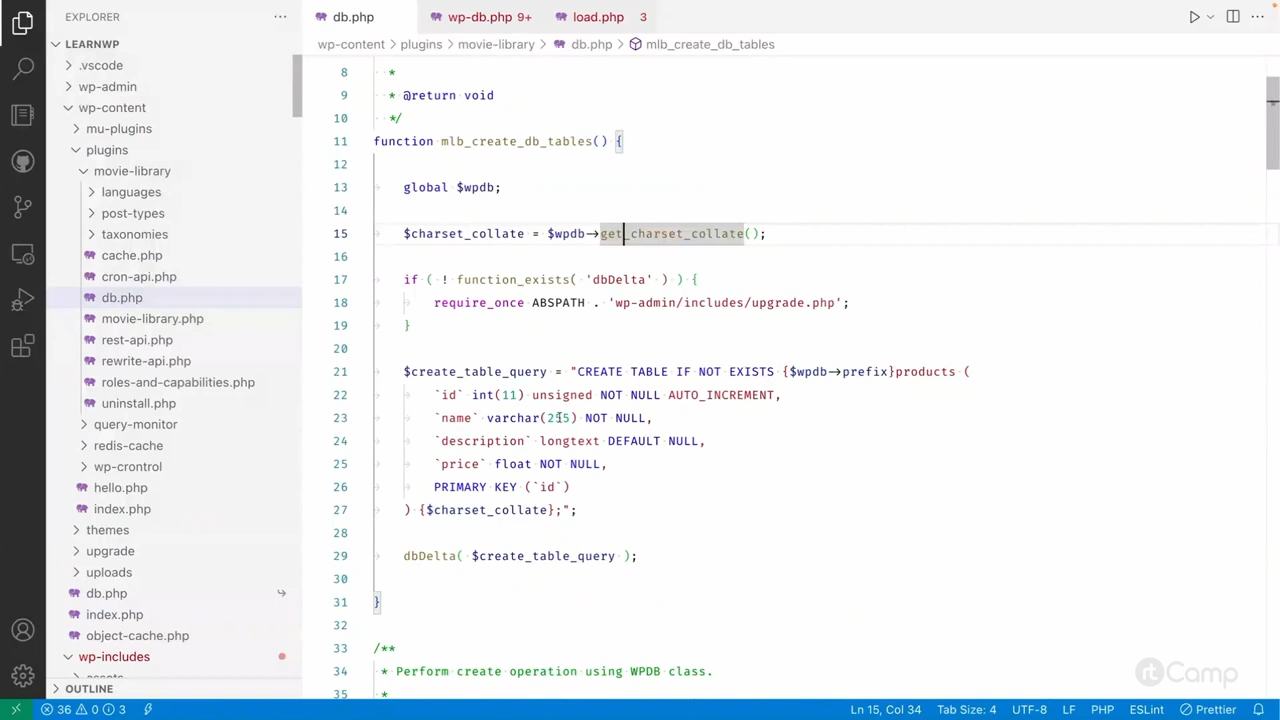 EXPLORER
LEARNWP
.vscode
wp-admin
wp-content
mu-plugins
plugins
movie-library
languages
post-types
taxonomies
cache.php
cron-api.php
db.php
movie-library.php
rest-api.php
rewrite-api.php
roles-and-capabilities.php
uninstall.php
query-monitor
redis-cache
wp-crontrol
hello.php
index.php
themes
upgrade
uploads
db.php
index.php
object-cache.php
wp-includes
OUTLINE
db.php wp-db.php 9+ load.php 3
wp-content > plugins > movie-library > db.php > mlb_create_db_tables
8 *
9 * @return void
10 */
11 function mlb_create_db_tables() {
12
13 global $wpdb;
14
15 $charset_collate = $wpdb->get_charset_collate();
16
17 if ( ! function_exists( 'dbDelta' ) ) {
18 require_once ABSPATH . 'wp-admin/includes/upgrade.php';
19 }
20
21 $create_table_query = "CREATE TABLE IF NOT EXISTS {$wpdb->prefix}products (
22 `id` int(11) unsigned NOT NULL AUTO_INCREMENT,
23 `name` varchar(255) NOT NULL,
24 `description` longtext DEFAULT NULL,
25 `price` float NOT NULL,
26 PRIMARY KEY (`id`)
27 ) {$charset_collate};";
28
29 dbDelta( $create_table_query );
30
31 }
32
33 /**
34 * Perform create operation using WPDB class.
35 *
rtCamp
36 0 3 Ln 15, Col 34 Tab Size: 4 UTF-8 LF PHP ESLint Prettier